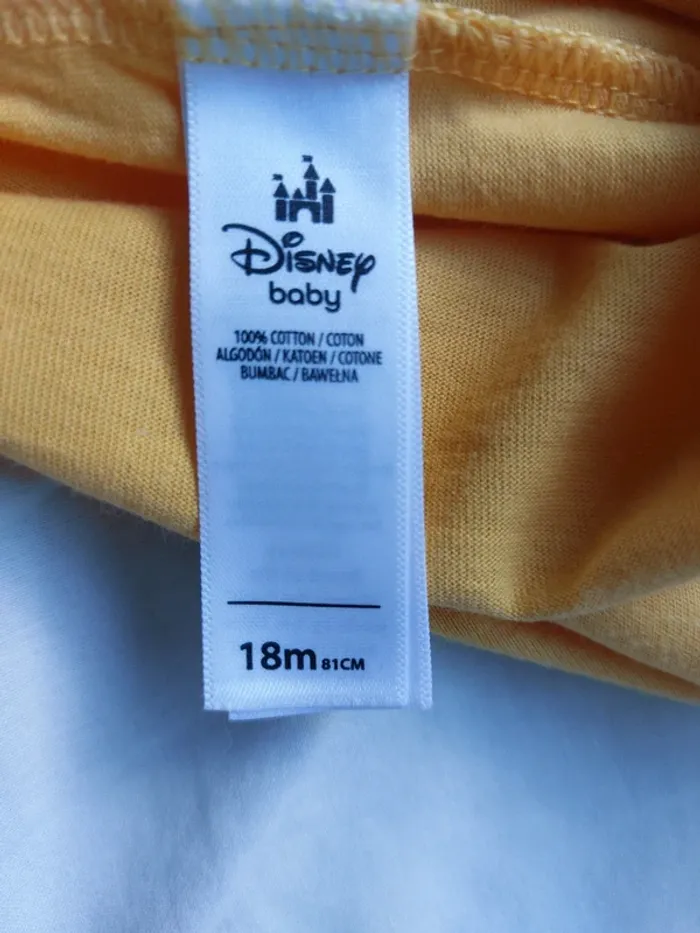 Disney
baby
100% COTTON / COTON
ALGODÓN / KATOEN / COTONE
BUMBAC / BAWEŁNA
18m 81CM